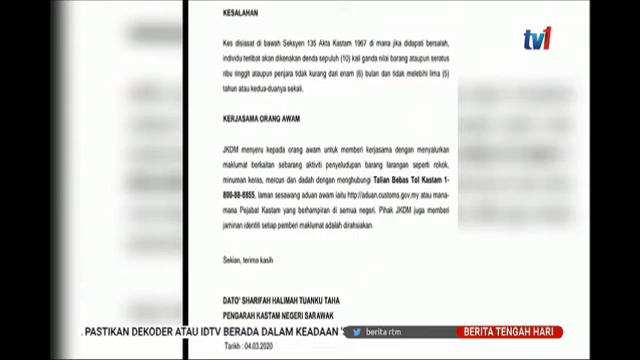 KESALAHAN
tv1
Kes disiasat di bawah Seksyen 135 Akta Kastam 1967 di mana jika didapati bersalah,
individu terlibat akan dikenakan denda sepuluh (10) kali ganda nilai barang ataupun seratus
ribu ringgit ataupun penjara tidak kurang dari enam (6) bulan dan tidak melebihi lima (5)
tahun atau kedua-duanya sekali.
KERJASAMA ORANG AWAM
JKDM menyeru kepada orang awam untuk memberi kerjasama dengan menyalurkan
maklumat berkaitan sebarang aktiviti penyeludupan barang larangan seperti rokok,
minuman keras, mercun dan dadah dengan menghubungi Talian Bebas Tol Kastam 1-
800-88-8855, laman sesawang aduan awam iaitu http://aduan.customs.gov.my atau mana-
mana Pejabat Kastam yang berhampiran di semua negeri. Pihak JKDM juga memberi
jaminan identiti setiap pemberi maklumat adalah dirahsiakan.
Sekian, terima kasih
DATO' SHARIFAH HALIMAH TUANKU TAHA
PENGARAH KASTAM NEGERI SARAWAK
. PASTIKAN DEKODER ATAU IDTV BERADA DALAM KEADAAN '
berita rtm
BERITA TENGAH HARI
Tarikh : 04.03.2020